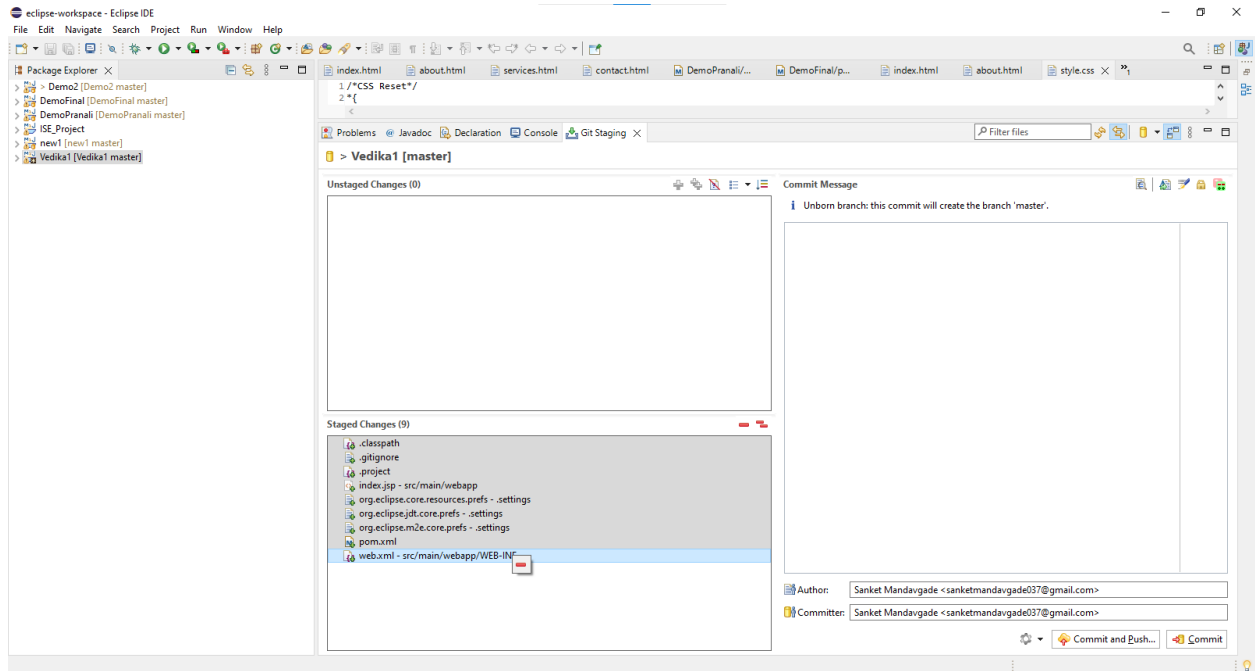 eclipse-workspace - Eclipse IDE
File Edit Navigate Search Project Run Window Help
Package Explorer
> Demo2 [Demo2 master]
DemoFinal [DemoFinal master]
DemoPranali [DemoPranali master]
ISE_Project
new1 [new1 master]
Vedika1 [Vedika1 master]
index.html about.html services.html contact.html DemoPranali/... DemoFinal/p... index.html about.html style.css »1
1 /*CSS Reset*/
2 *{
Problems Javadoc Declaration Console Git Staging
Filter files
> Vedika1 [master]
Unstaged Changes (0)
Staged Changes (9)
.classpath
.gitignore
.project
index.jsp - src/main/webapp
org.eclipse.core.resources.prefs - .settings
org.eclipse.jdt.core.prefs - .settings
org.eclipse.m2e.core.prefs - .settings
pom.xml
web.xml - src/main/webapp/WEB-INF
Commit Message
Unborn branch: this commit will create the branch 'master'.
Author: Sanket Mandavgade <sanketmandavgade037@gmail.com>
Committer: Sanket Mandavgade <sanketmandavgade037@gmail.com>
Commit and Push... Commit